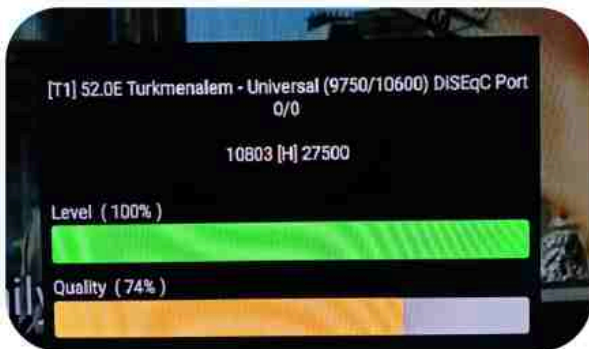 [T1] 52.0E Turkmenalem - Universal (9750/10600) DISEqC Port
0/0
10803 [H] 27500
Level ( 100% )
Quality ( 74% )